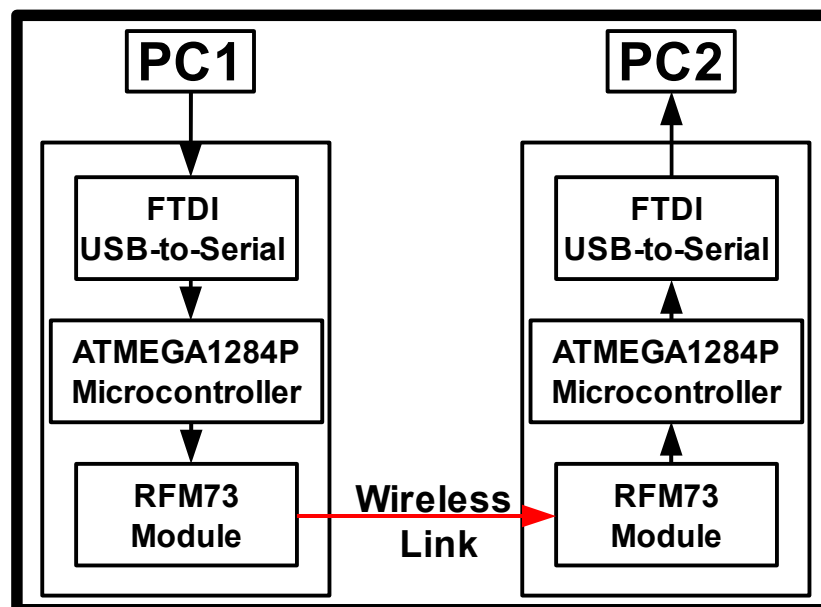 PC1
FTDI
USB-to-Serial
ATMEGA1284P
Microcontroller
RFM73
Module
Wireless
Link
PC2
FTDI
USB-to-Serial
ATMEGA1284P
Microcontroller
RFM73
Module